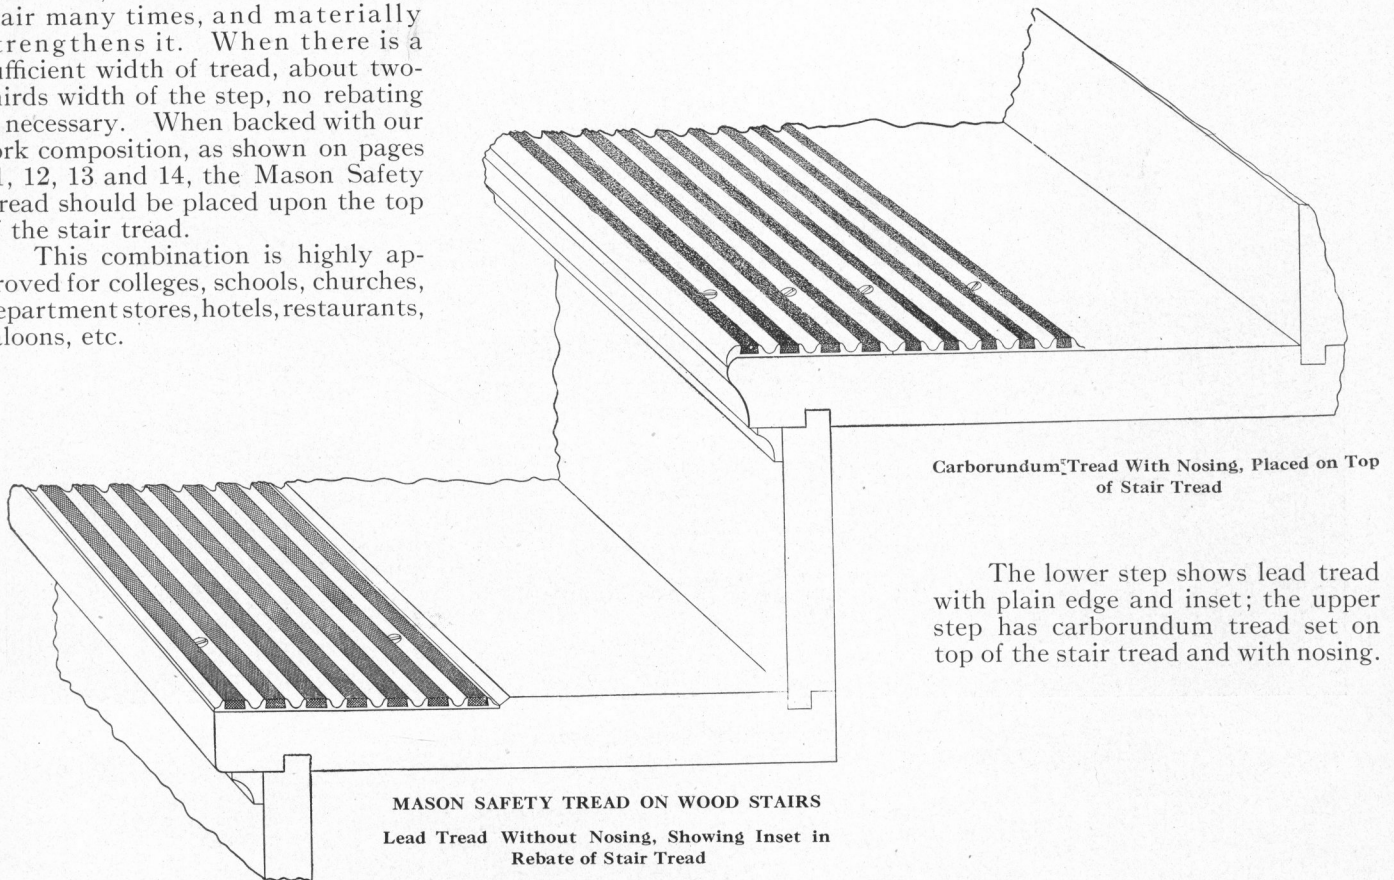 air many times, and materially
trengthens it. When there is a
ufficient width of tread, about two-
hirds width of the step, no rebating
necessary. When backed with our
ork composition, as shown on pages
1, 12, 13 and 14, the Mason Safety
read should be placed upon the top
f the stair tread.
This combination is highly ap-
roved for colleges, schools, churches,
epartment stores, hotels, restaurants,
aloons, etc.
Carborundum Tread With Nosing, Placed on Top
of Stair Tread
The lower step shows lead tread
with plain edge and inset; the upper
step has carborundum tread set on
top of the stair tread and with nosing.
MASON SAFETY TREAD ON WOOD STAIRS
Lead Tread Without Nosing, Showing Inset in
Rebate of Stair Tread